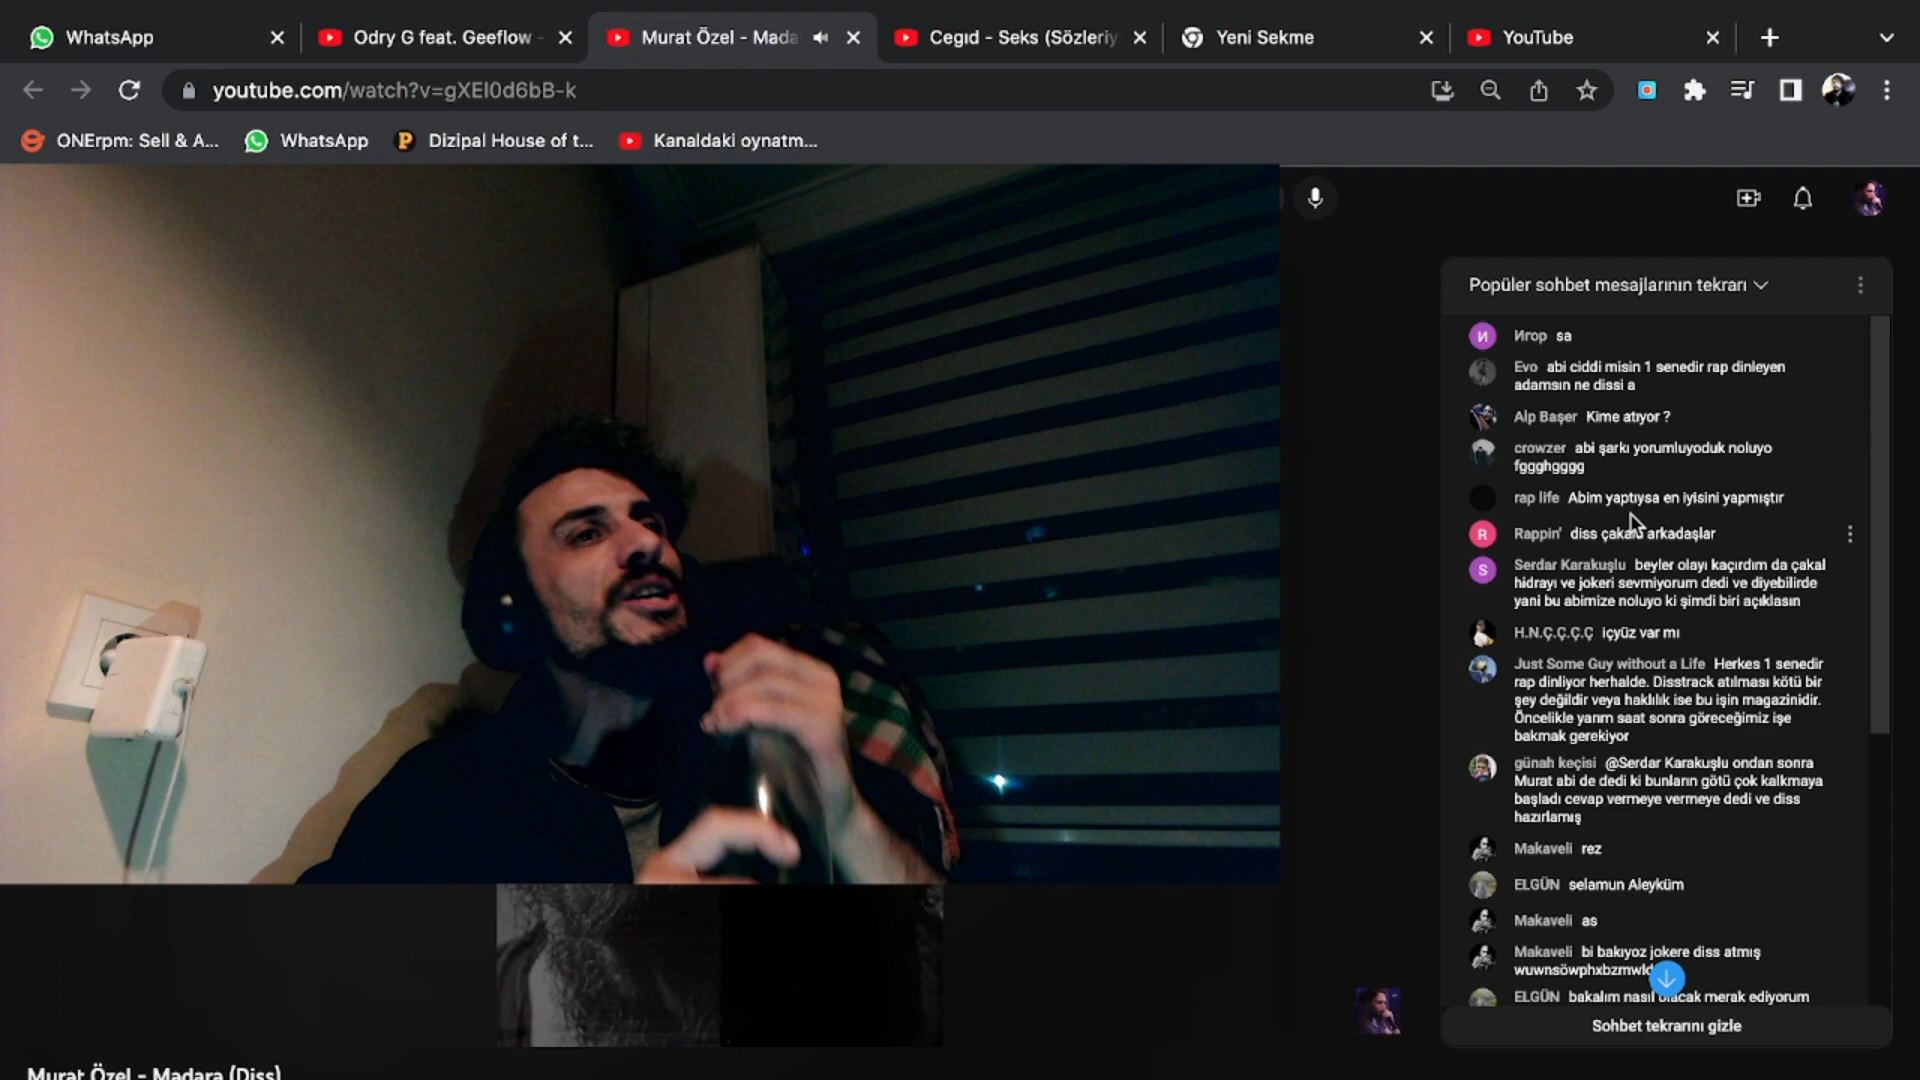 WhatsApp
Odry G feat. Geeflow -
Murat Özel - Mada
Cegıd - Seks (Sözleriy
Yeni Sekme
YouTube
youtube.com/watch?v=gXEI0d6bB-k
ONErpm: Sell & A...
WhatsApp
Dizipal House of t...
Kanaldaki oynatm...
Popüler sohbet mesajlarının tekrarı
Игор sa
Evo abi ciddi misin 1 senedir rap dinleyen
adamsın ne dissi a
Alp Başer Kime atıyor ?
crowzer abi şarkı yorumluyoduk noluyo
fggghgggg
rap life Abim yaptıysa en iyisini yapmıştır
Rappin' diss çakalı arkadaşlar
Serdar Karakuşlu beyler olayı kaçırdım da çakal
hidrayı ve jokeri sevmiyorum dedi ve diyebilirde
yani bu abimize noluyo ki şimdi biri açıklasın
H.N.Ç.Ç.Ç.Ç içyüz var mı
Just Some Guy without a Life Herkes 1 senedir
rap dinliyor herhalde. Disstrack atılması kötü bir
şey değildir veya haklılık ise bu işin magazinidir.
Öncelikle yarım saat sonra göreceğimiz işe
bakmak gerekiyor
günah keçisi @Serdar Karakuşlu ondan sonra
Murat abi de dedi ki bunların götü çok kalkmaya
başladı cevap vermeye vermeye dedi ve diss
hazırlamış
Makaveli rez
ELGÜN selamun Aleyküm
Makaveli as
Makaveli bi bakıyoz jokere diss atmış
ELGÜN bakalım nasıl olacak merak ediyorum
Sohbet tekrarını gizle
Murat Özel - Madara (Diss)